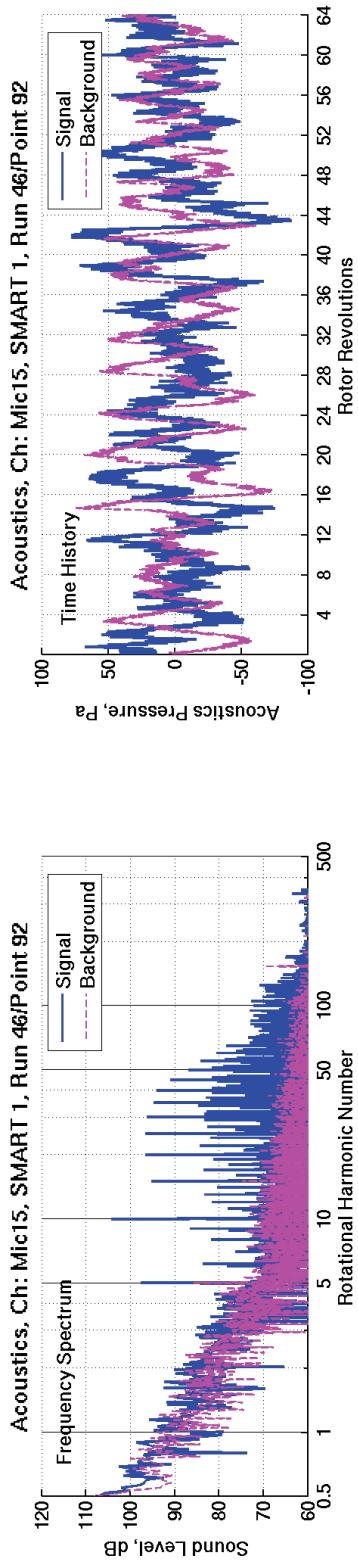 Acoustics, Ch: Mic15, SMART 1, Run 46/Point 92
Frequency Spectrum
Signal
Background
120
110
100
90
80
70
60
Sound Level, dB
0.5
1
5
10
50
100
500
Rotational Harmonic Number
Acoustics, Ch: Mic15, SMART 1, Run 46/Point 92
Time History
Signal
Background
100
50
0
-50
-100
Acoustics Pressure, Pa
4
8
12
16
20
24
28
32
36
40
44
48
52
56
60
64
Rotor Revolutions